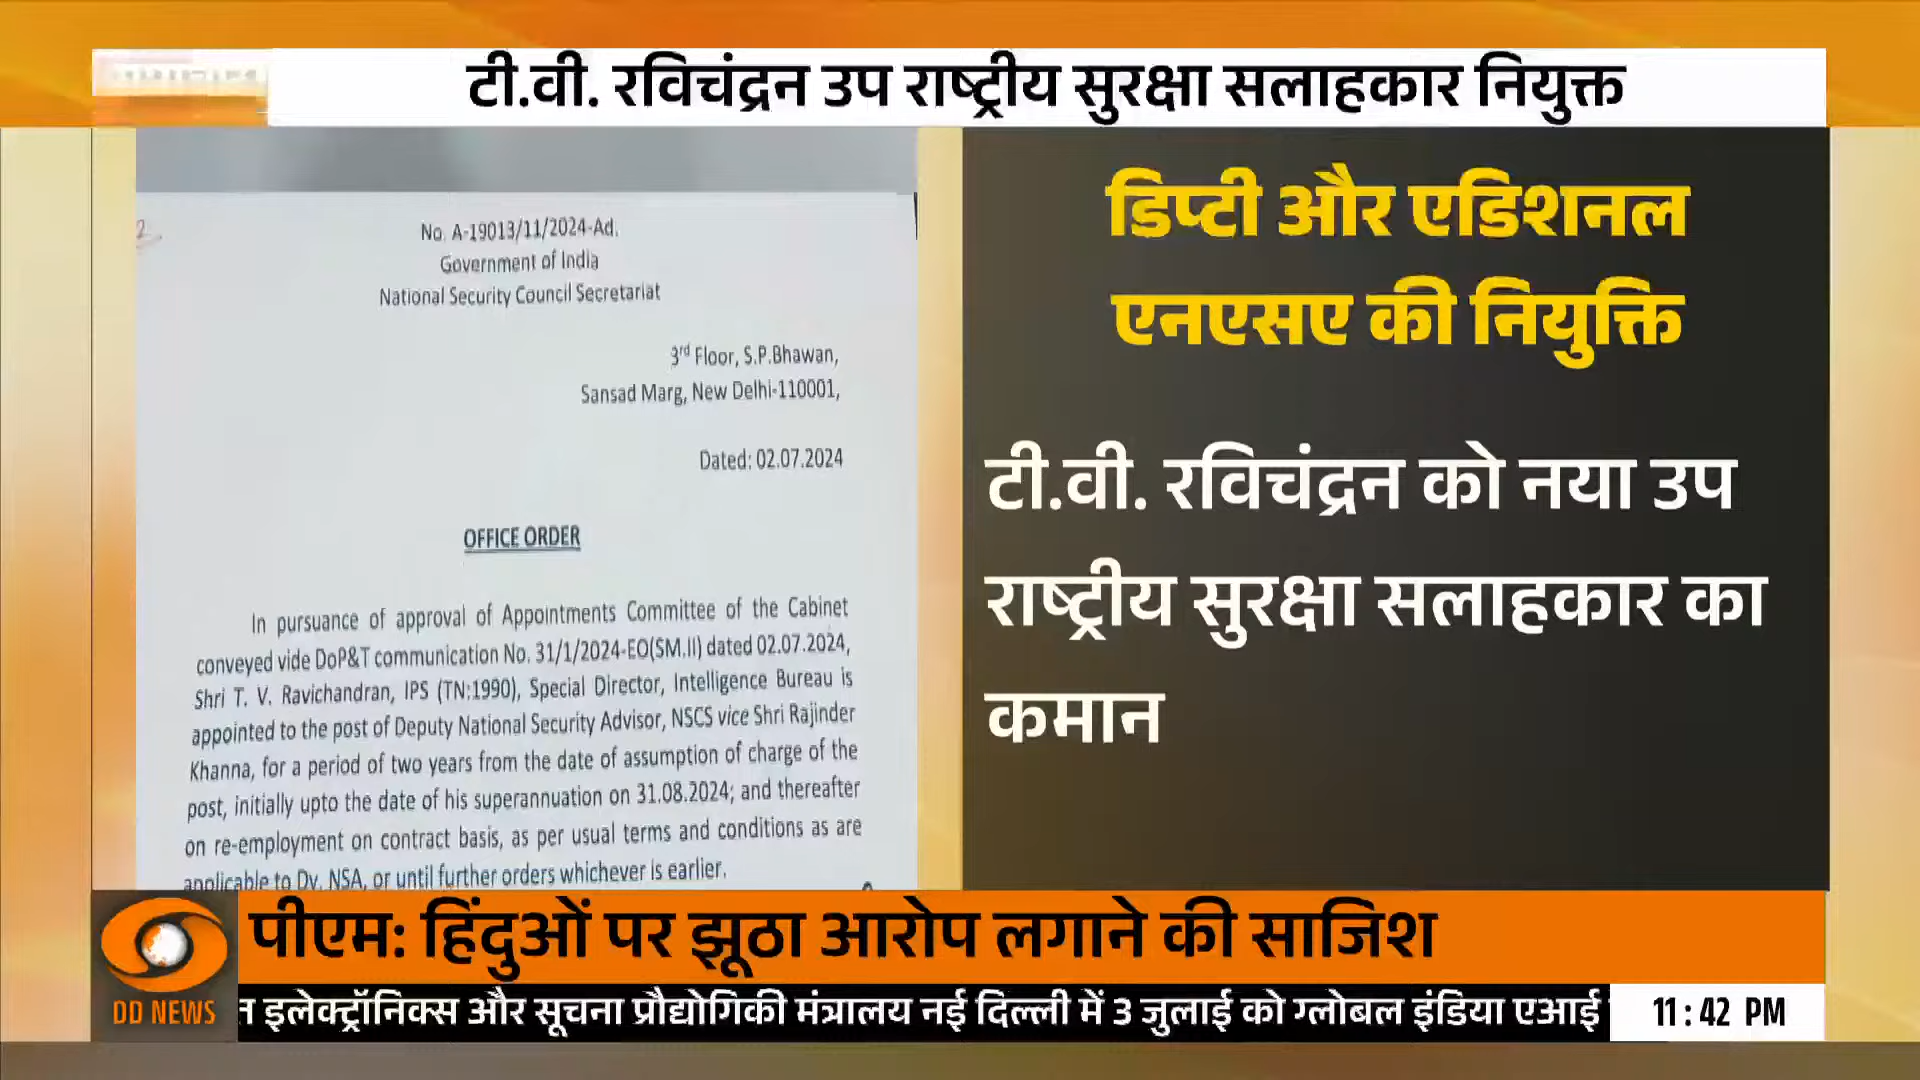 टी.वी. रविचंद्रन उप राष्ट्रीय सुरक्षा सलाहकार नियुक्त
No. A-19013/11/2024-Ad.
Government of India
National Security Council Secretariat
3rd Floor, S.P.Bhawan,
Sansad Marg, New Delhi-110001,
Dated: 02.07.2024
OFFICE ORDER
In pursuance of approval of Appointments Committee of the Cabinet
conveyed vide DoP&T communication No. 31/1/2024-EO(SM.II) dated 02.07.2024,
Shri T. V. Ravichandran, IPS (TN:1990), Special Director, Intelligence Bureau is
appointed to the post of Deputy National Security Advisor, NSCS vice Shri Rajinder
Khanna, for a period of two years from the date of assumption of charge of the
post, initially upto the date of his superannuation on 31.08.2024; and thereafter
on re-employment on contract basis, as per usual terms and conditions as are
applicable to Dy. NSA, or until further orders whichever is earlier.
डिप्टी और एडिशनल
एनएसए की नियुक्ति
टी.वी. रविचंद्रन को नया उप
राष्ट्रीय सुरक्षा सलाहकार का
कमान
पीएम: हिंदुओं पर झूठा आरोप लगाने की साजिश
DD NEWS
इलेक्ट्रॉनिक्स और सूचना प्रौद्योगिकी मंत्रालय नई दिल्ली में 3 जुलाई को ग्लोबल इंडिया एआई
11:42 PM